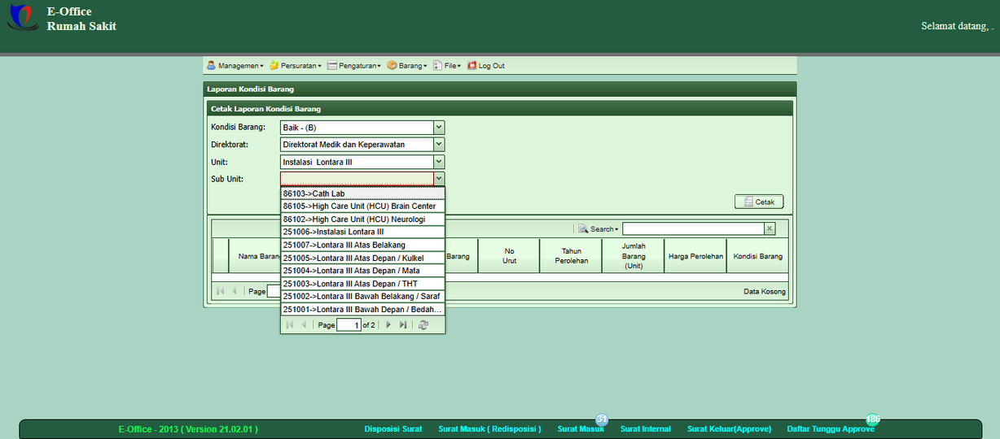 E-Office
Rumah Sakit
Selamat datang, .
Managemen Persuratan Pengaturan Barang File Log Out
Laporan Kondisi Barang
Cetak Laporan Kondisi Barang
Kondisi Barang: Baik - (B)
Direktorat: Direktorat Medik dan Keperawatan
Unit: Instalasi Lontara III
Sub Unit:
86103->Cath Lab
86105->High Care Unit (HCU) Brain Center
86102->High Care Unit (HCU) Neurologi
251006->Instalasi Lontara III
251007->Lontara III Atas Belakang
251005->Lontara III Atas Depan / Kulkel
251004->Lontara III Atas Depan / Mata
251003->Lontara III Atas Depan / THT
251002->Lontara III Bawah Belakang / Saraf
251001->Lontara III Bawah Depan / Bedah...
Page 1 of 2
Cetak
Search
Nama Baran Barang No Urut Tahun Perolehan Jumlah Barang (Unit) Harga Perolehan Kondisi Barang
Page Data Kosong
E-Office - 2013 ( Version 21.02.01 )
Disposisi Surat Surat Masuk ( Redisposisi ) Surat Masuk 31 Surat Internal Surat Keluar(Approve) Daftar Tunggu Approve 186